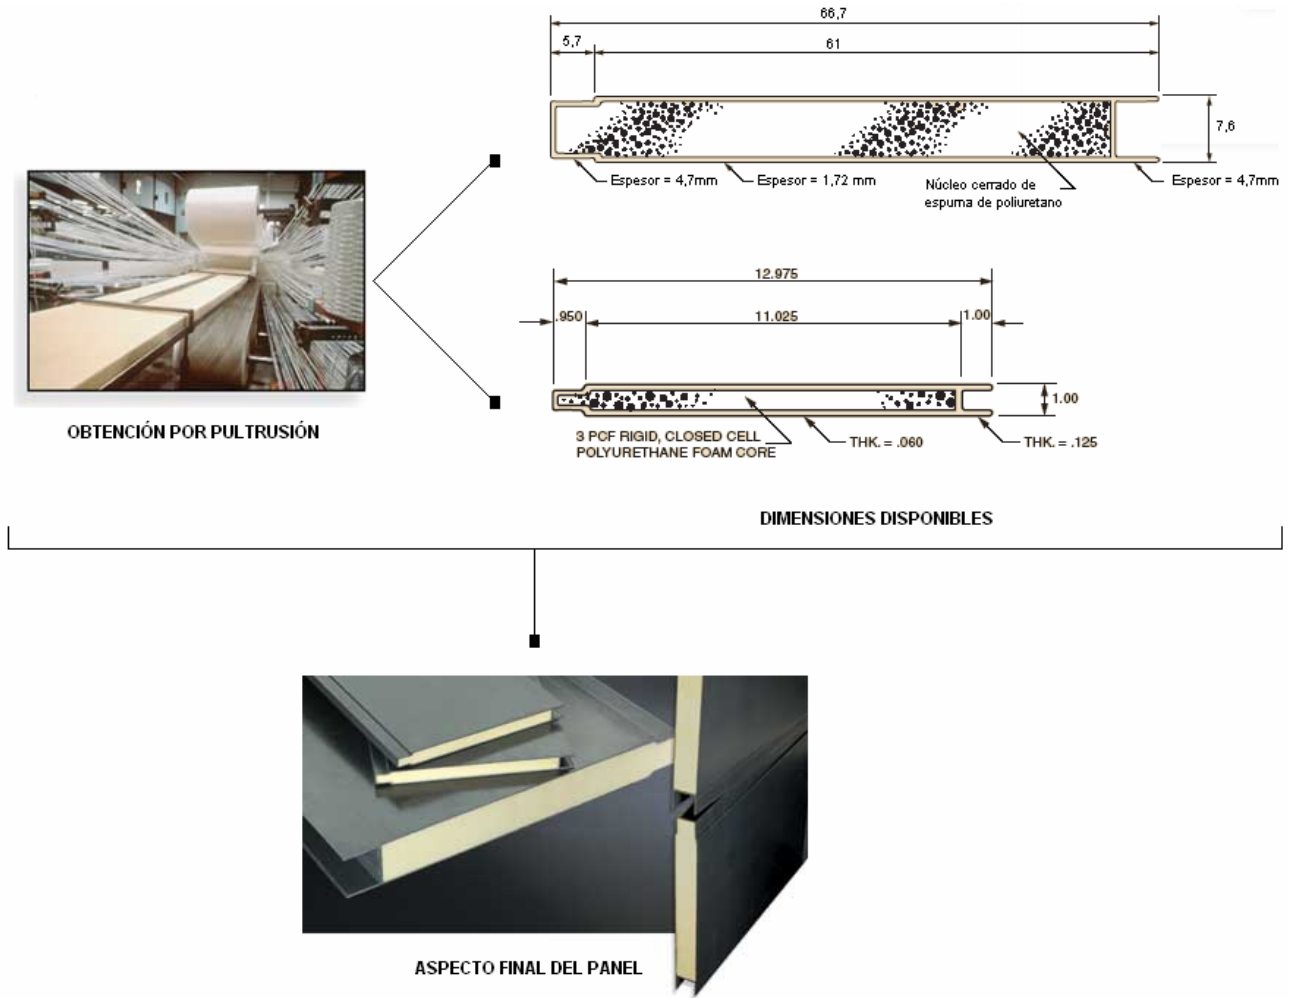 66,7
5,7
61
7,6
Espesor = 4,7mm
Espesor = 1,72 mm
Núcleo cerrado de
espuma de poliuretano
Espesor = 4,7mm
OBTENCIÓN POR PULTRUSIÓN
12.975
.950
11.025
1.00
1.00
3 PCF RIGID, CLOSED CELL
POLYURETHANE FOAM CORE
THK. = .060
THK. = .125
DIMENSIONES DISPONIBLES
ASPECTO FINAL DEL PANEL